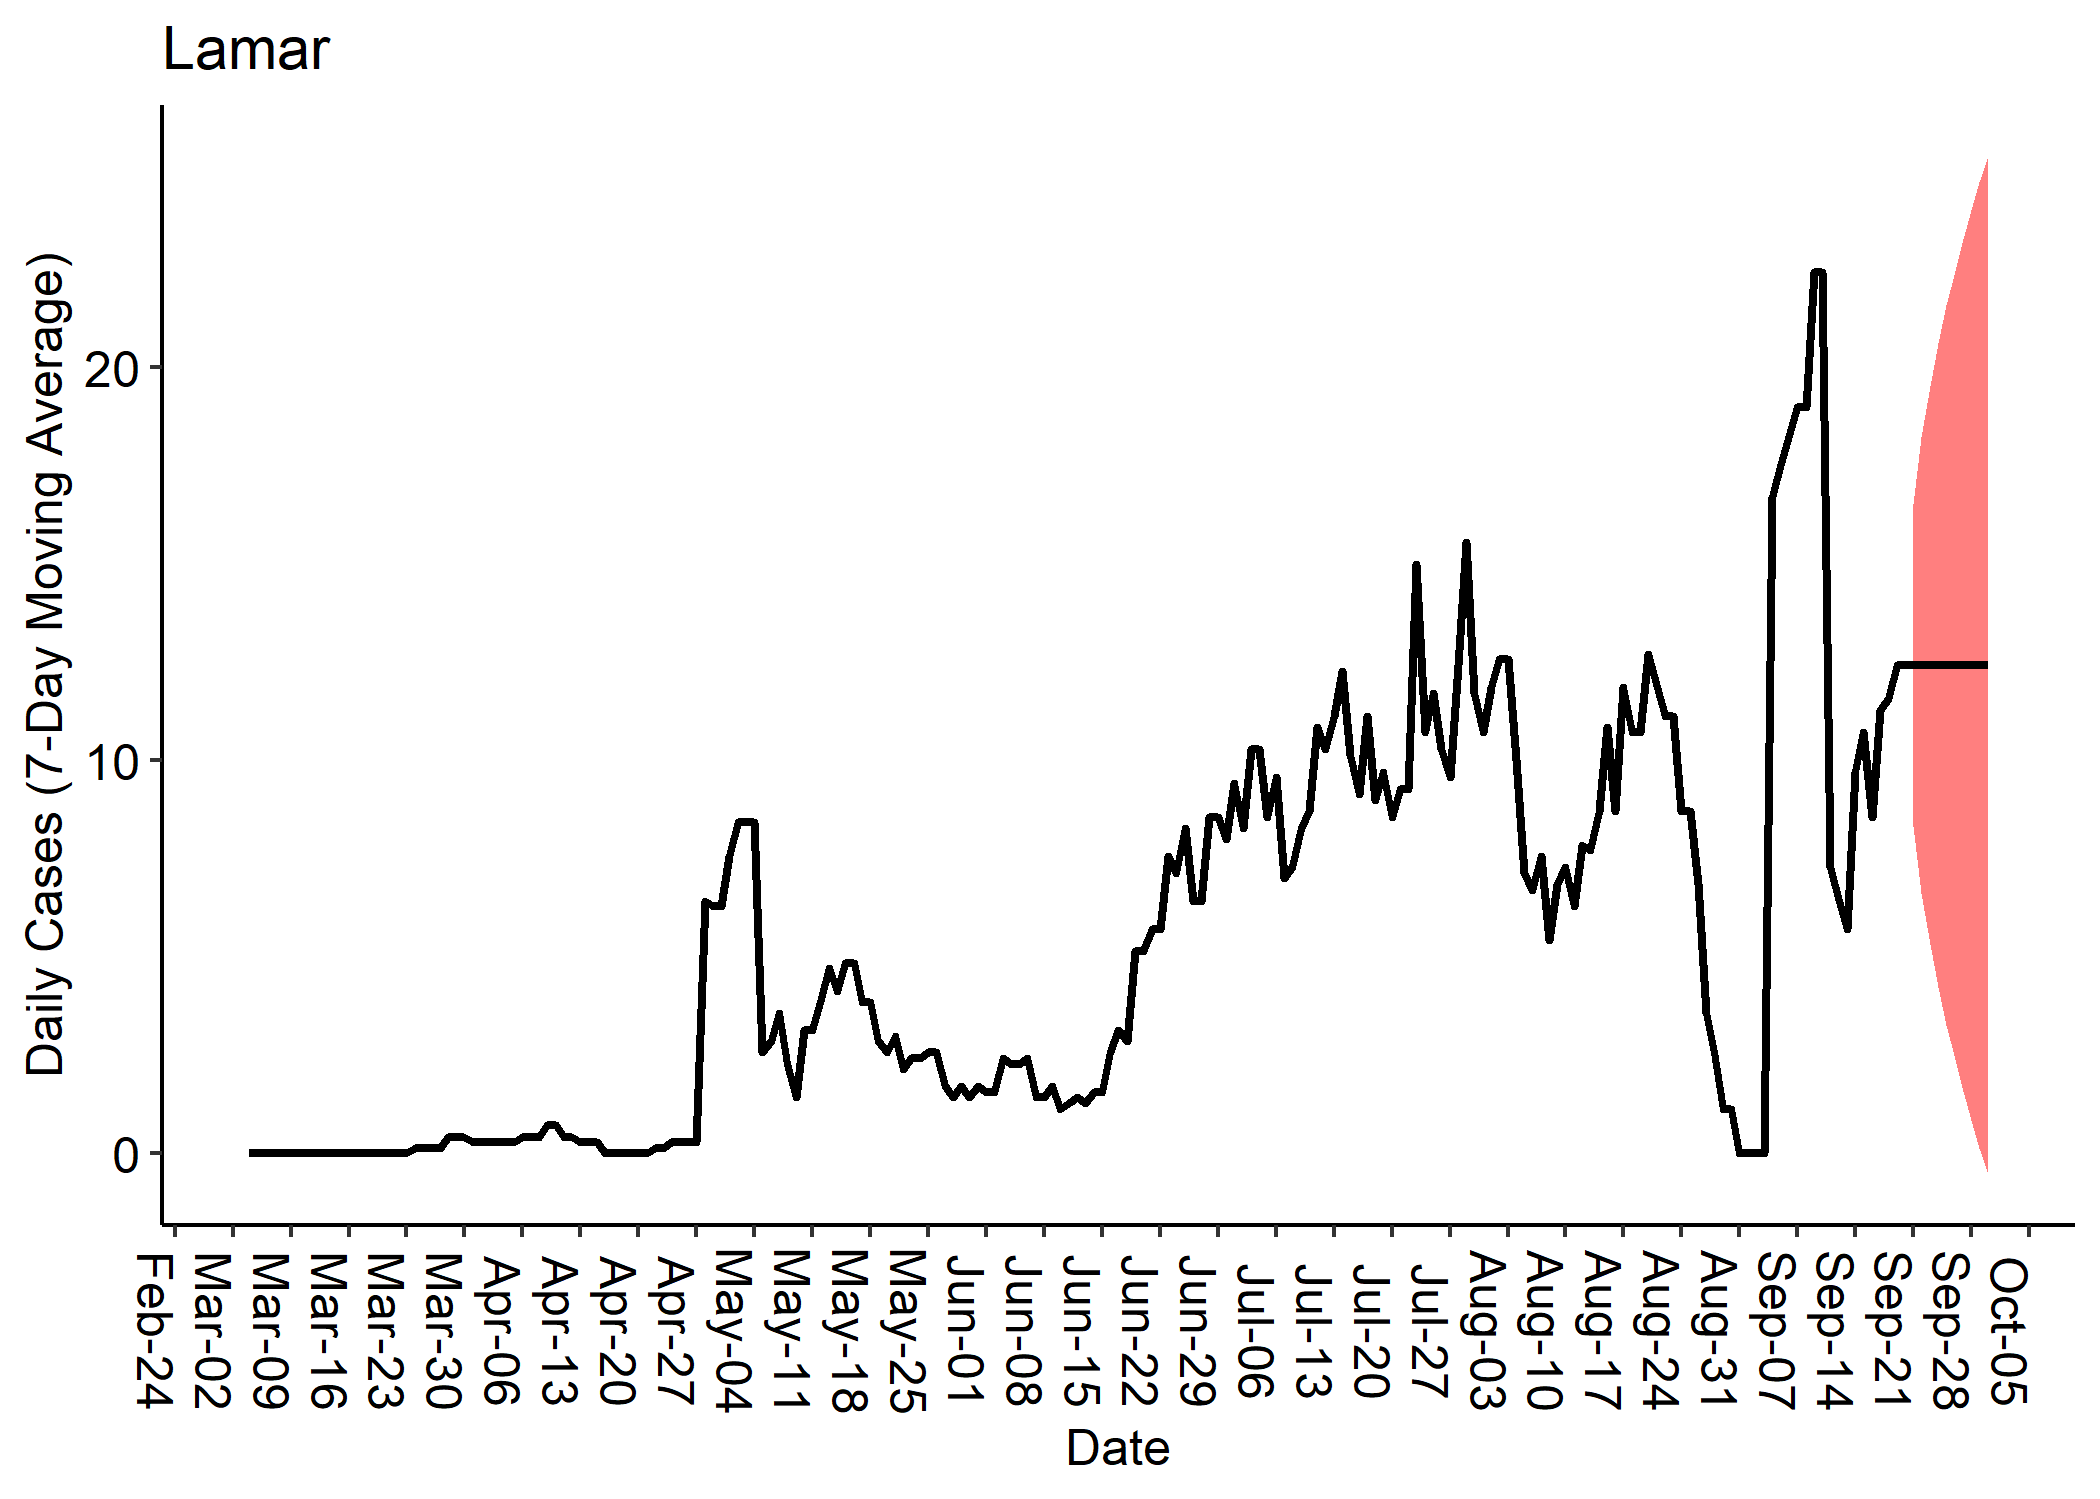 Lamar
Daily Cases (7-Day Moving Average)
20
10
0
Feb-24
Mar-02
Mar-09
Mar-16
Mar-23
Mar-30
Apr-06
Apr-13
Apr-20
Apr-27
May-04
May-11
May-18
May-25
Jun-01
Jun-08
Jun-15
Jun-22
Jun-29
Jul-06
Jul-13
Jul-20
Jul-27
Aug-03
Aug-10
Aug-17
Aug-24
Aug-31
Sep-07
Sep-14
Sep-21
Sep-28
Oct-05
Date